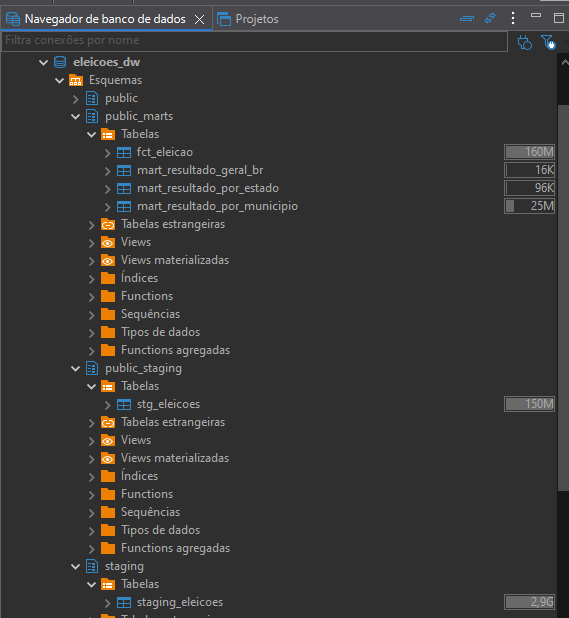 Navegador de banco de dados Projetos
Filtra conexões por nome
eleicoes_dw
Esquemas
public
public_marts
Tabelas
fct_eleicao 160M
mart_resultado_geral_br 16K
mart_resultado_por_estado 96K
mart_resultado_por_municipio 25M
Tabelas estrangeiras
Views
Views materializadas
Índices
Functions
Sequências
Tipos de dados
Functions agregadas
public_staging
Tabelas
stg_eleicoes 150M
Tabelas estrangeiras
Views
Views materializadas
Índices
Functions
Sequências
Tipos de dados
Functions agregadas
staging
Tabelas
staging_eleicoes 2,9G